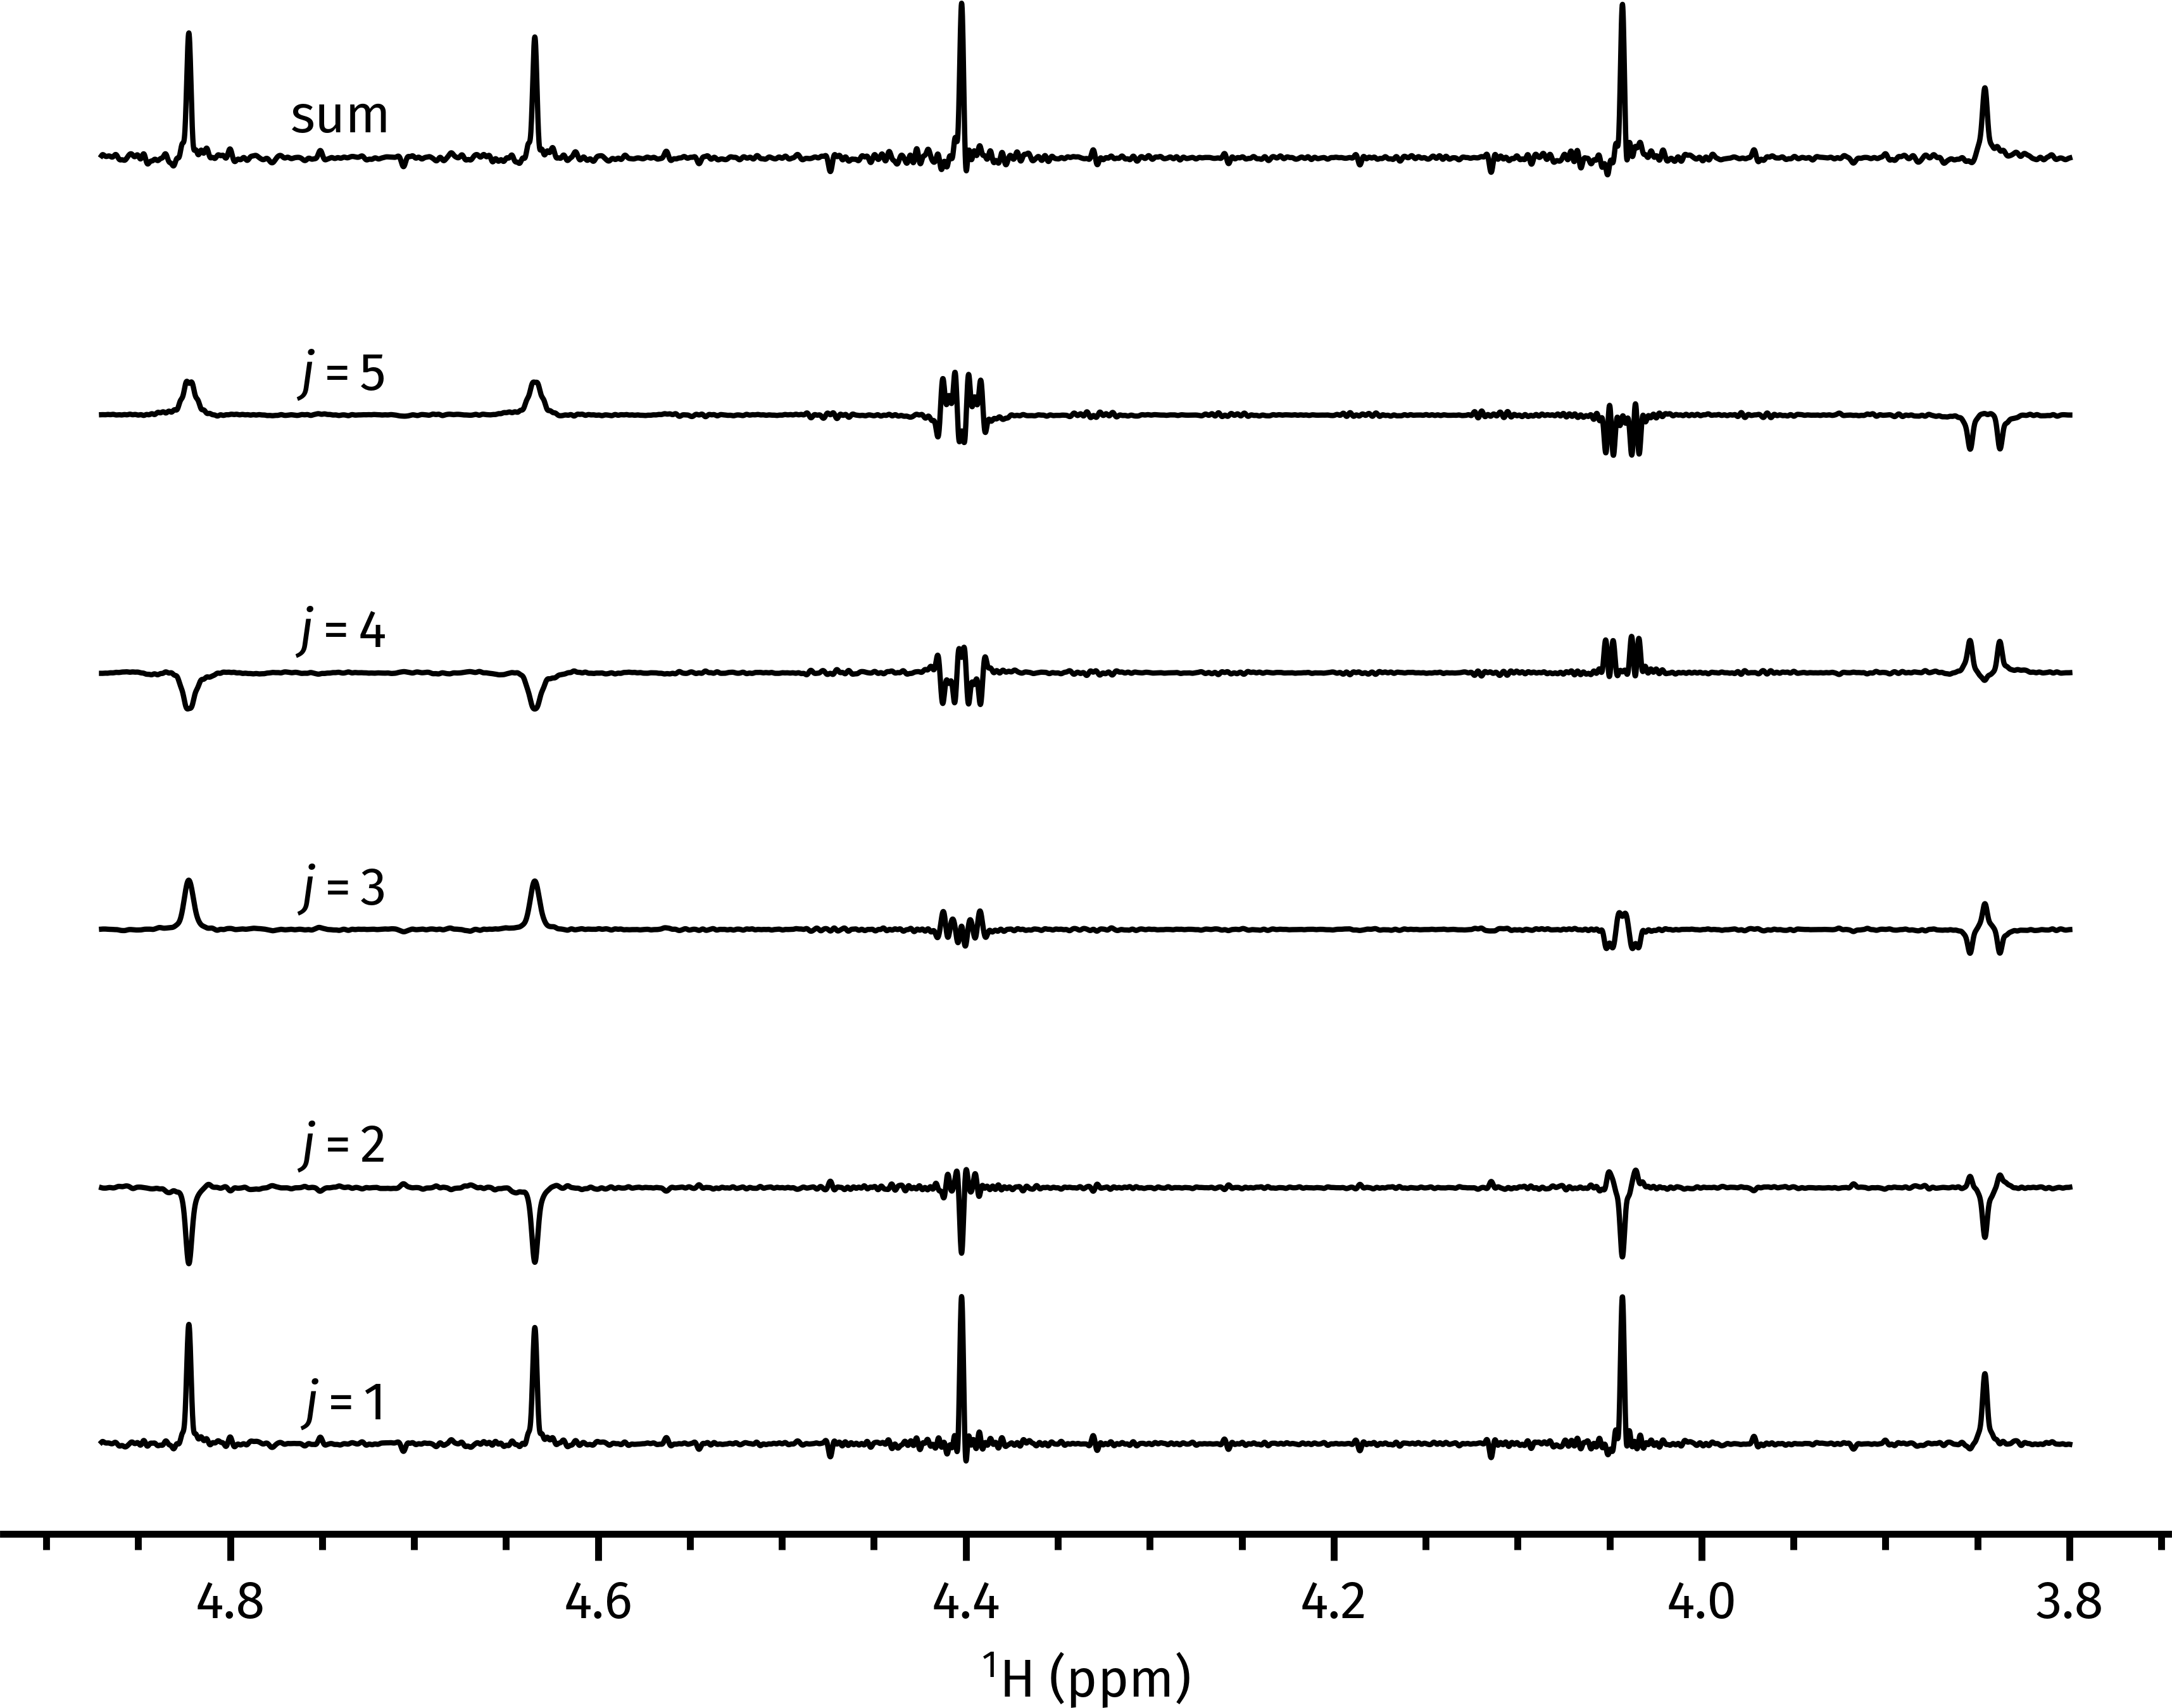 sum
j = 5
j = 4
j = 3
j = 2
j = 1
4.8 4.6 4.4 4.2 4.0 3.8
¹H (ppm)